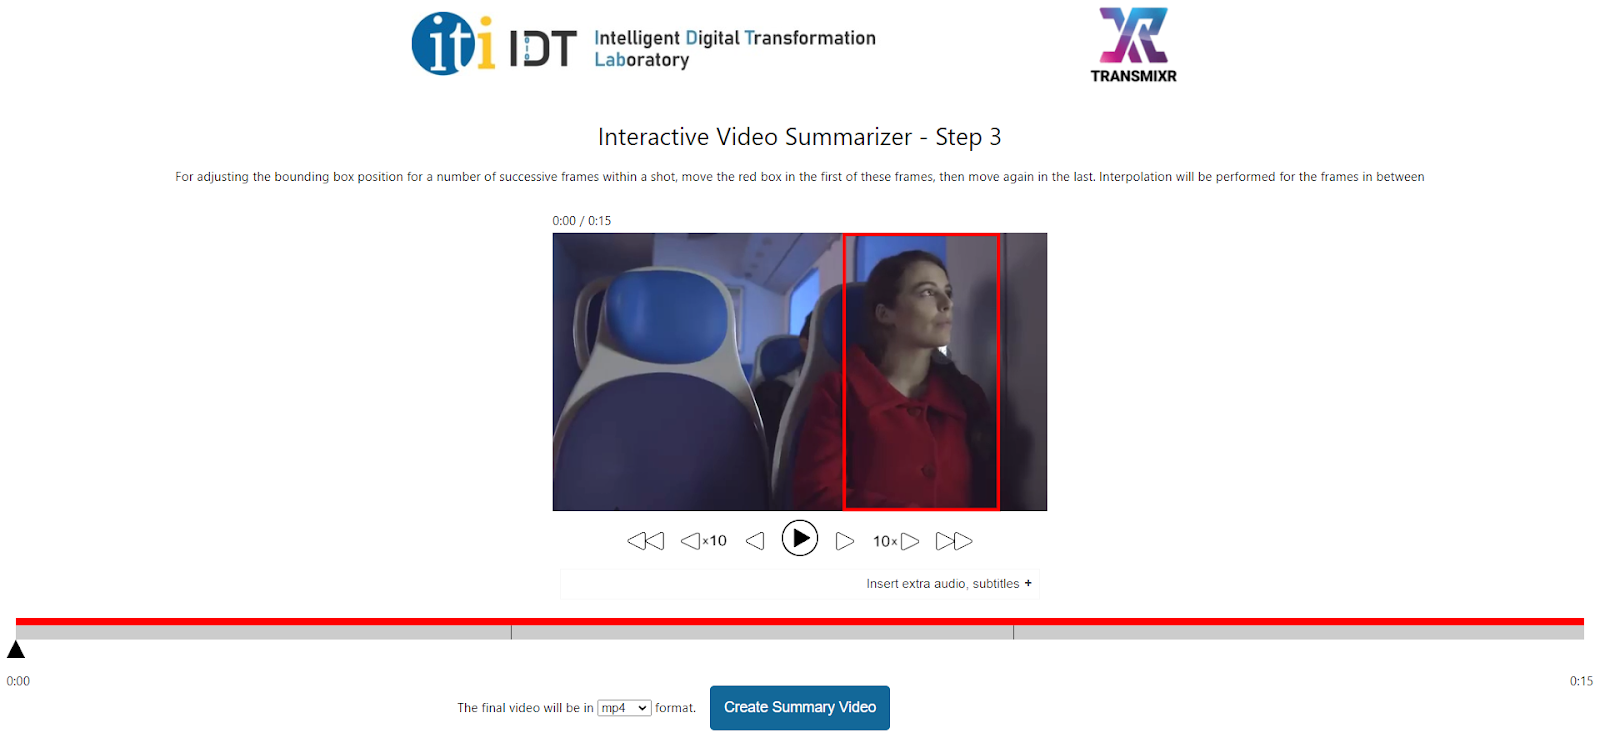 iti IDT Intelligent Digital Transformation
Laboratory
TRANSMIXR
Interactive Video Summarizer - Step 3
For adjusting the bounding box position for a number of successive frames within a shot, move the red box in the first of these frames, then move again in the last. Interpolation will be performed for the frames in between
0:00 / 0:15
x10 10x
Insert extra audio, subtitles +
0:00 0:15
The final video will be in mp4 format. Create Summary Video